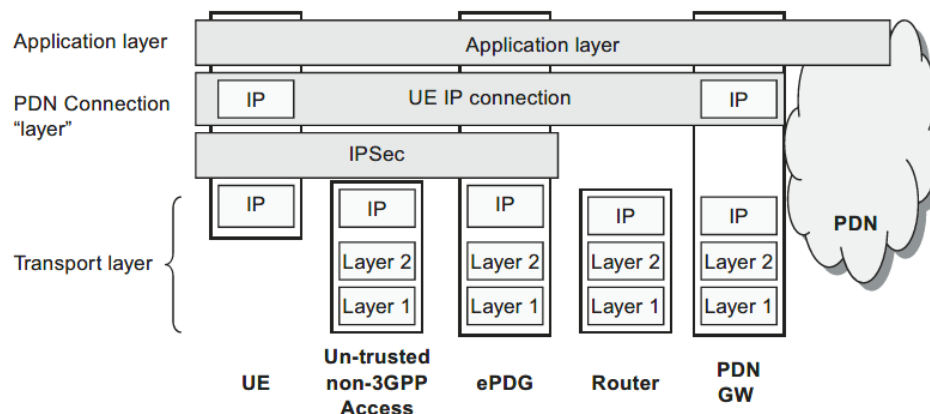 Application layer
Application layer
PDN Connection
“layer”
IP
UE IP connection
IP
IPSec
Transport layer
IP
IP
IP
IP
IP
Layer 2
Layer 2
Layer 2
Layer 2
Layer 1
Layer 1
Layer 1
Layer 1
PDN
UE
Un-trusted
non-3GPP
Access
ePDG
Router
PDN
GW